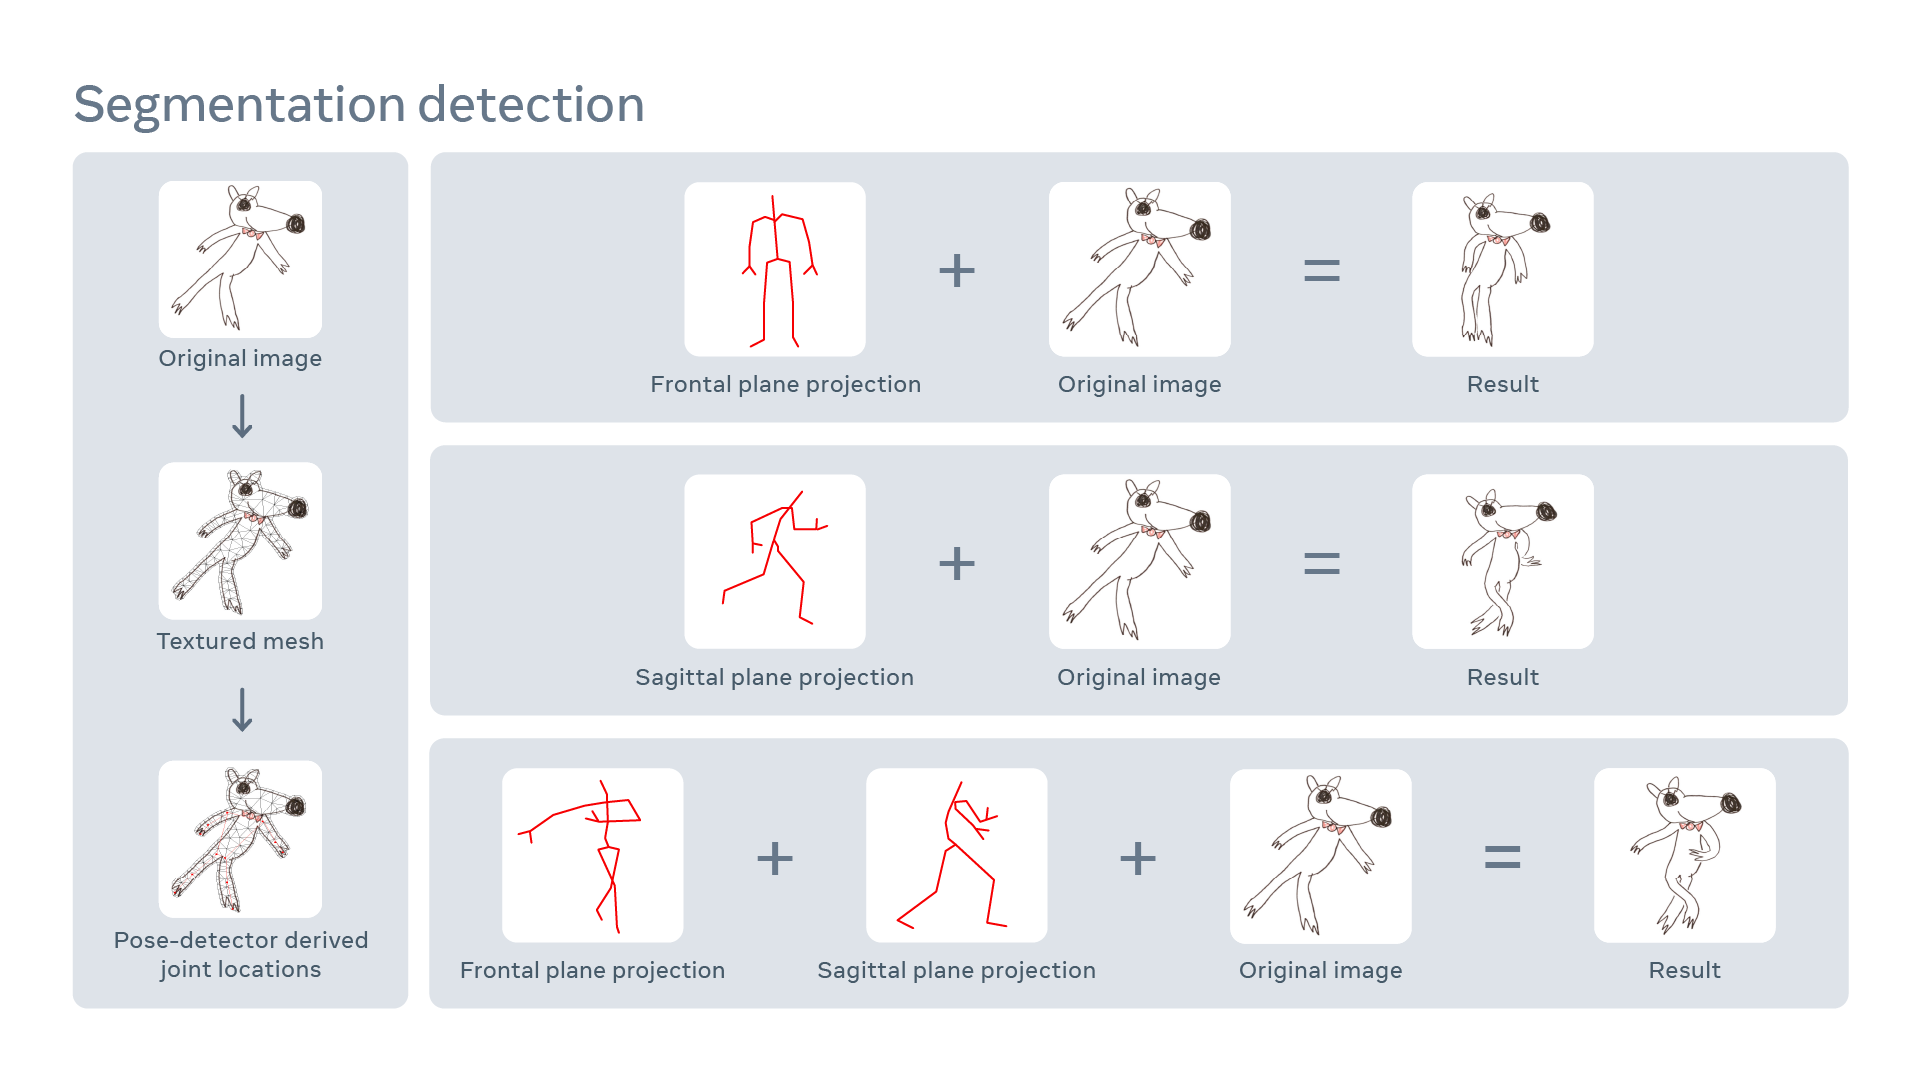 Segmentation detection
Original image
Textured mesh
Pose-detector derived
joint locations
Frontal plane projection
+
Original image
=
Result
Sagittal plane projection
+
Original image
=
Result
Frontal plane projection
+
Sagittal plane projection
+
Original image
=
Result